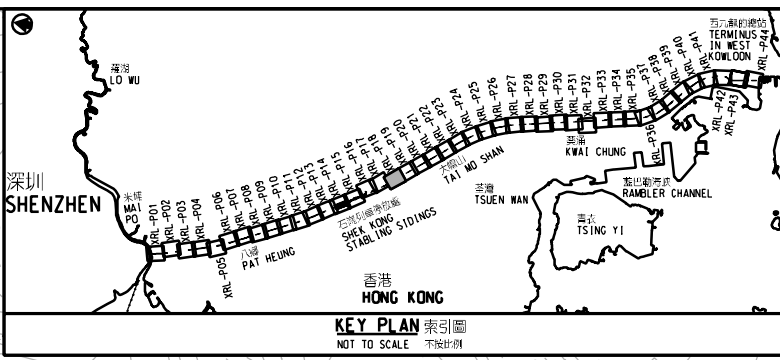 羅湖
LO WU
深圳
SHENZHEN
米埔
MAI
PO
XRL-P01
XRL-P02
XRL-P03
XRL-P04
XRL-P05
XRL-P06
XRL-P07
XRL-P08
XRL-P09
XRL-P10
XRL-P11
XRL-P12
XRL-P13
XRL-P14
XRL-P15
XRL-P16
XRL-P17
XRL-P18
XRL-P19
XRL-P20
XRL-P21
XRL-P22
XRL-P23
XRL-P24
XRL-P25
XRL-P26
XRL-P27
XRL-P28
XRL-P29
XRL-P30
XRL-P31
XRL-P32
XRL-P33
XRL-P34
XRL-P35
XRL-P36
XRL-P37
XRL-P38
XRL-P39
XRL-P40
XRL-P41
XRL-P42
XRL-P43
XRL-P44
西九龍的總站
TERMINUS
IN WEST
KOWLOON
八鄉
PAT HEUNG
石崗列車停放處
SHEK KONG
STABLING SIDINGS
大帽山
TAI MO SHAN
葵涌
KWAI CHUNG
荃灣
TSUEN WAN
藍巴勒海峽
RAMBLER CHANNEL
青衣
TSING YI
香港
HONG KONG
KEY PLAN 索引圖
NOT TO SCALE 不按比例